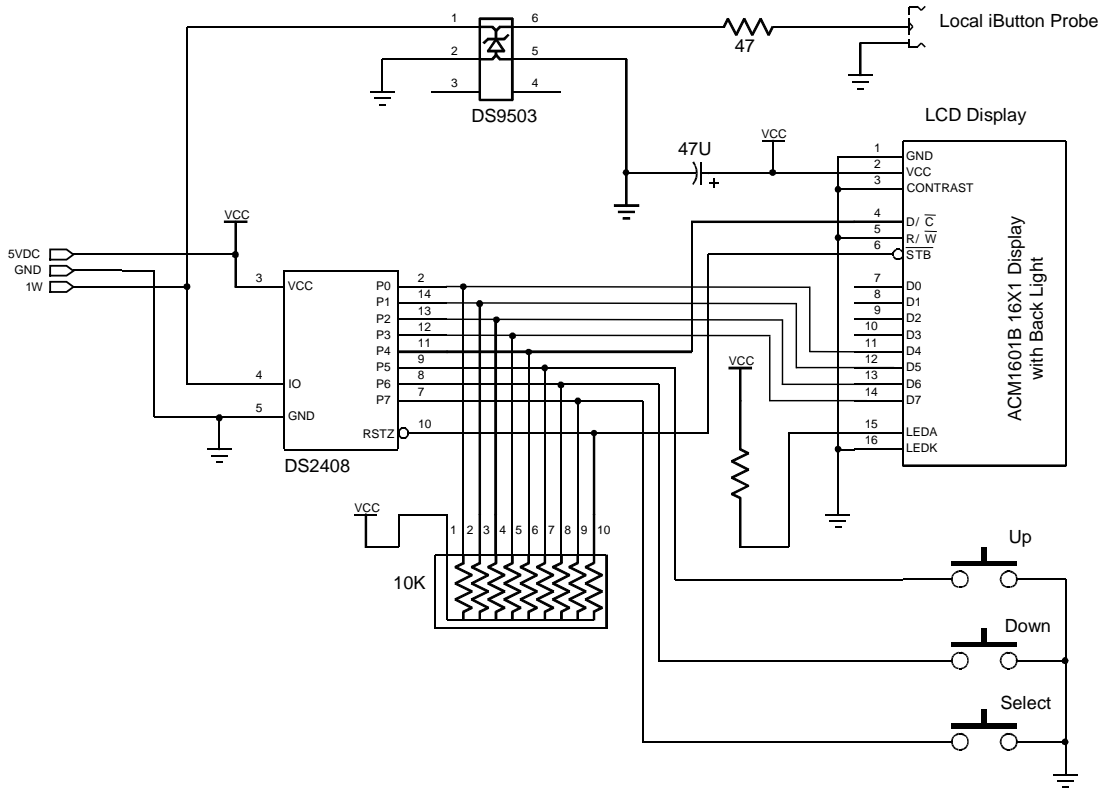 1
6
47
Local iButton Probe
2
5
3
4
DS9503
LCD Display
47U
+
VCC
1
GND
2
VCC
3
CONTRAST
4
D/ C
5
R/ W
6
STB
7
D0
8
D1
9
D2
10
D3
11
D4
12
D5
13
D6
14
D7
15
LEDA
16
LEDK
ACM1601B 16X1 Display
with Back Light
VCC
5VDC
GND
1W
3
VCC
4
IO
5
GND
P0
2
P1
14
P2
13
P3
12
P4
11
P5
9
P6
8
P7
7
RSTZ
10
DS2408
VCC
VCC
1 2 3 4 5 6 7 8 9 10
10K
Up
Down
Select